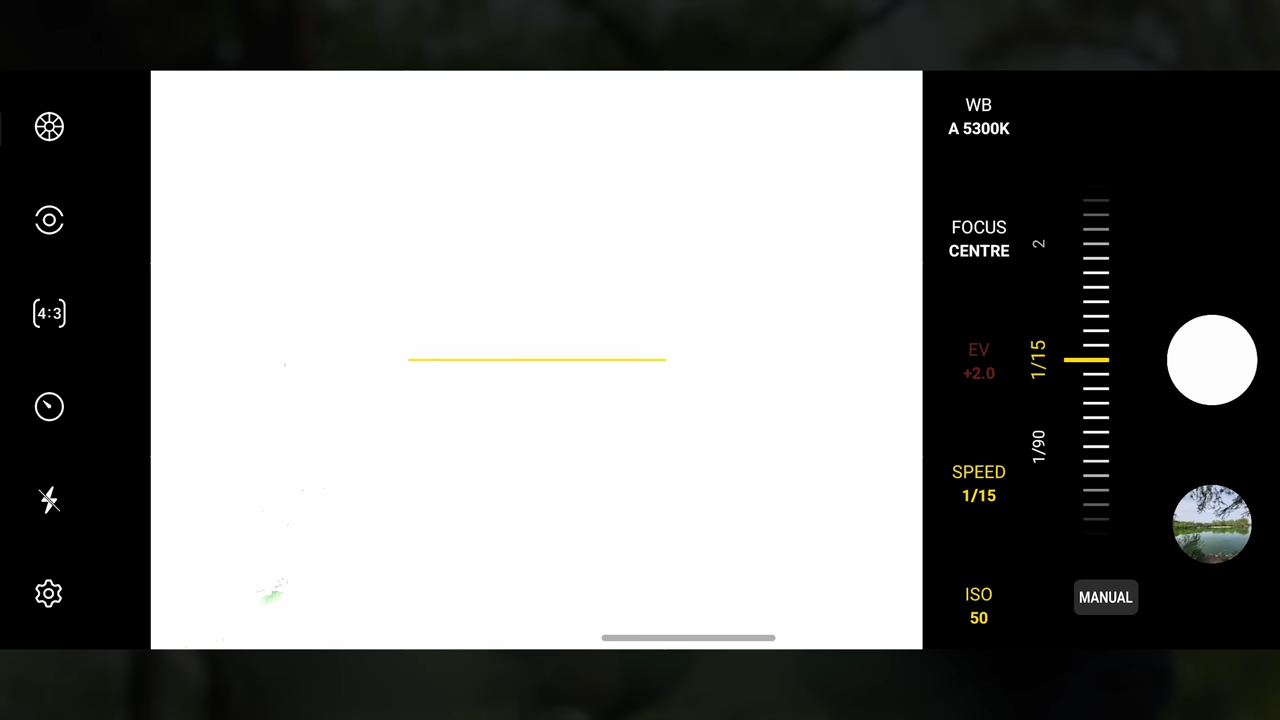 4:3
WB
A 5300K
FOCUS
CENTRE
EV
+2.0
SPEED
1/15
ISO
50
2
1/15
1/90
MANUAL